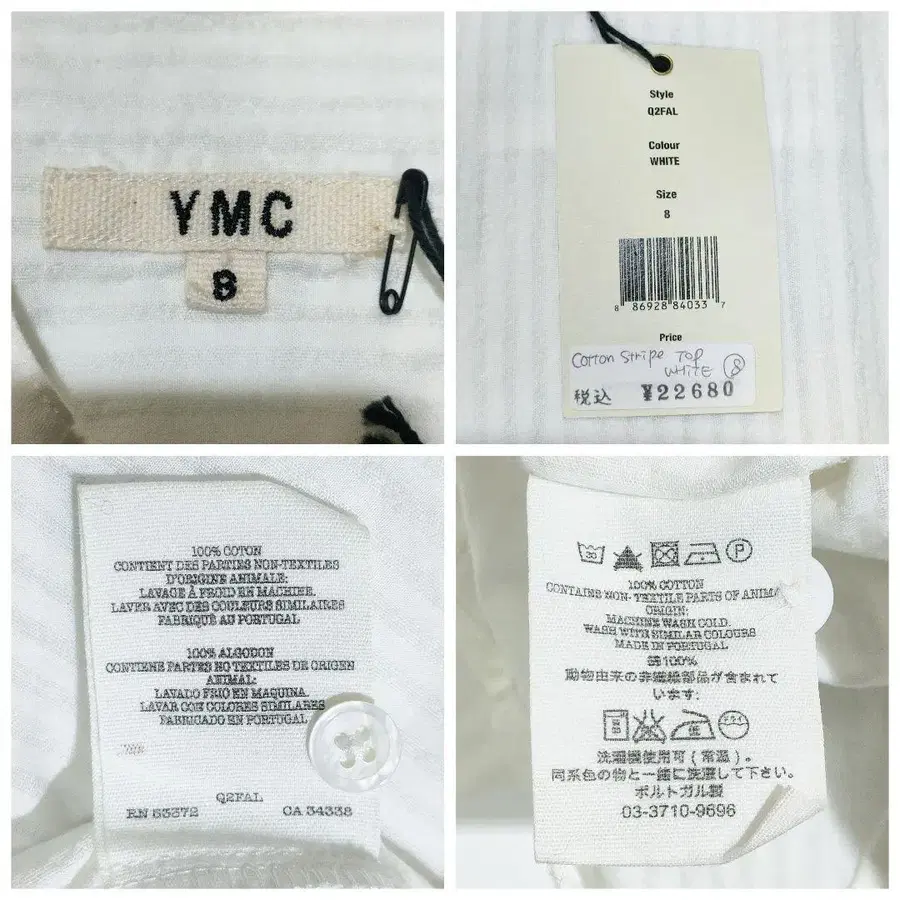 YMC
8
Style
Q2FAL
Colour
WHITE
Size
8
8 86928 84033 7
Price
Cotton Stripe Top
WHITE 8
税込 ¥22680
100% COTON
CONTIENT DES PARTIES NON-TEXTILES
D'ORIGINE ANIMALE:
LAVAGE À FROID EN MACHINE.
LAVER AVEC DES COULEURS SIMILAIRES
FABRIQUÉ AU PORTUGAL
100% ALGODON
CONTIENE PARTES NO TEXTILES DE ORIGEN
ANIMAL:
LAVADO FRIO EN MAQUINA.
LAVAR CON COLORES SIMILARES
FABRICADO EN PORTUGAL
Q2FAL
RN 53372 CA 34338
100% COTTON
CONTAINS NON-TEXTILE PARTS OF ANIMA
ORIGIN:
MACHINE WASH COLD.
WASH WITH SIMILAR COLOURS
MADE IN PORTUGAL
綿100%
動物由来の非繊維部品が含まれて
います:
洗濯機使用可(常温)。
同系色の物と一緒に洗濯して下さい。
ポルトガル製
03-3710-9696